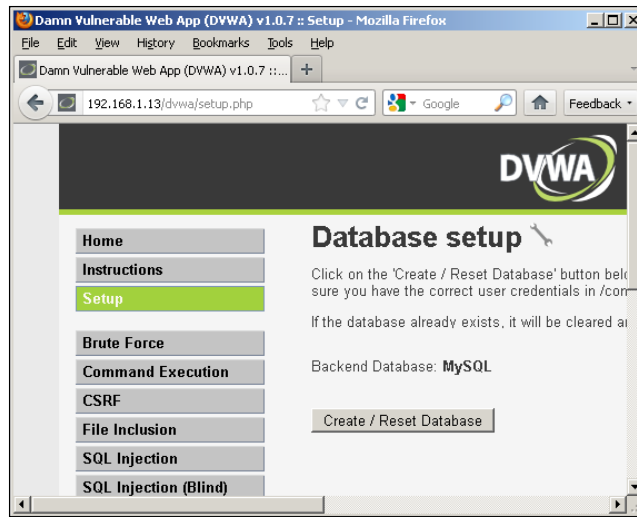 Damn Vulnerable Web App (DVWA) v1.0.7 :: Setup - Mozilla Firefox
File Edit View History Bookmarks Tools Help
Damn Vulnerable Web App (DVWA) v1.0.7 ::...
192.168.1.13/dvwa/setup.php
Google
Feedback
DVWA
Home
Instructions
Setup
Brute Force
Command Execution
CSRF
File Inclusion
SQL Injection
SQL Injection (Blind)
Database setup
Click on the 'Create / Reset Database' button
sure you have the correct user credentials in
If the database already exists, it will be cleared
Backend Database: MySQL
Create / Reset Database